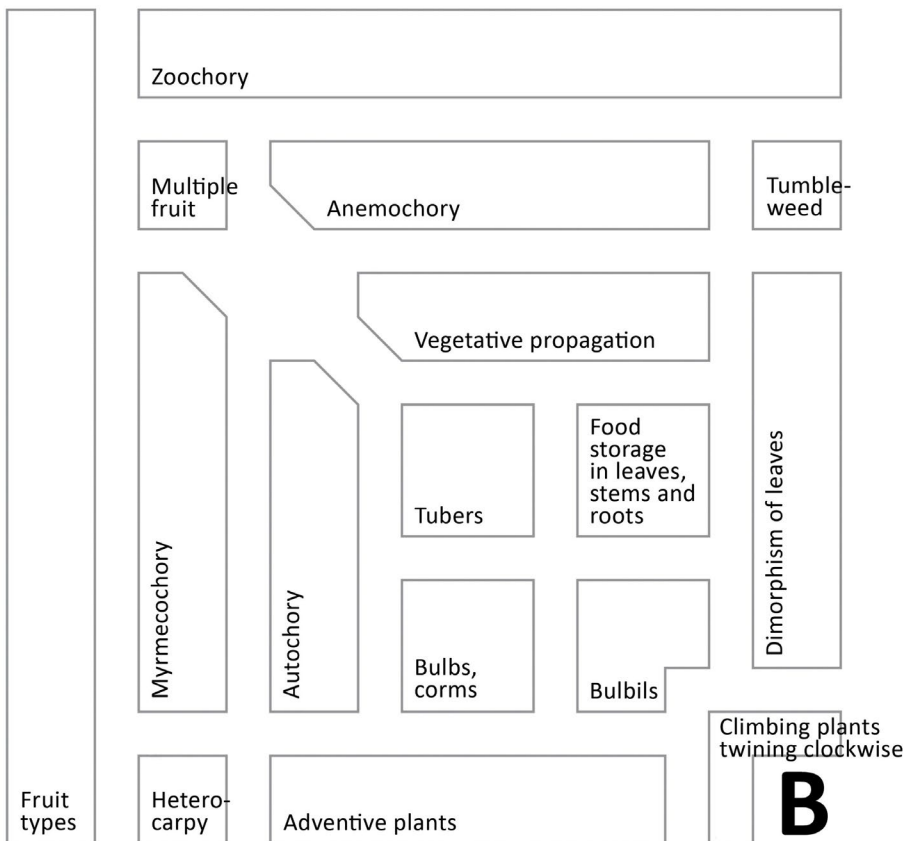 Zoochory
Multiple
fruit
Anemochory
Tumble-
weed
Vegetative propagation
Food
storage
in leaves,
stems and
roots
Tubers
Dimorphism of leaves
Myrmecochory
Autochory
Bulbs,
corms
Bulbils
Climbing plants
twining clockwise
B
Fruit
types
Hetero-
carpy
Adventive plants